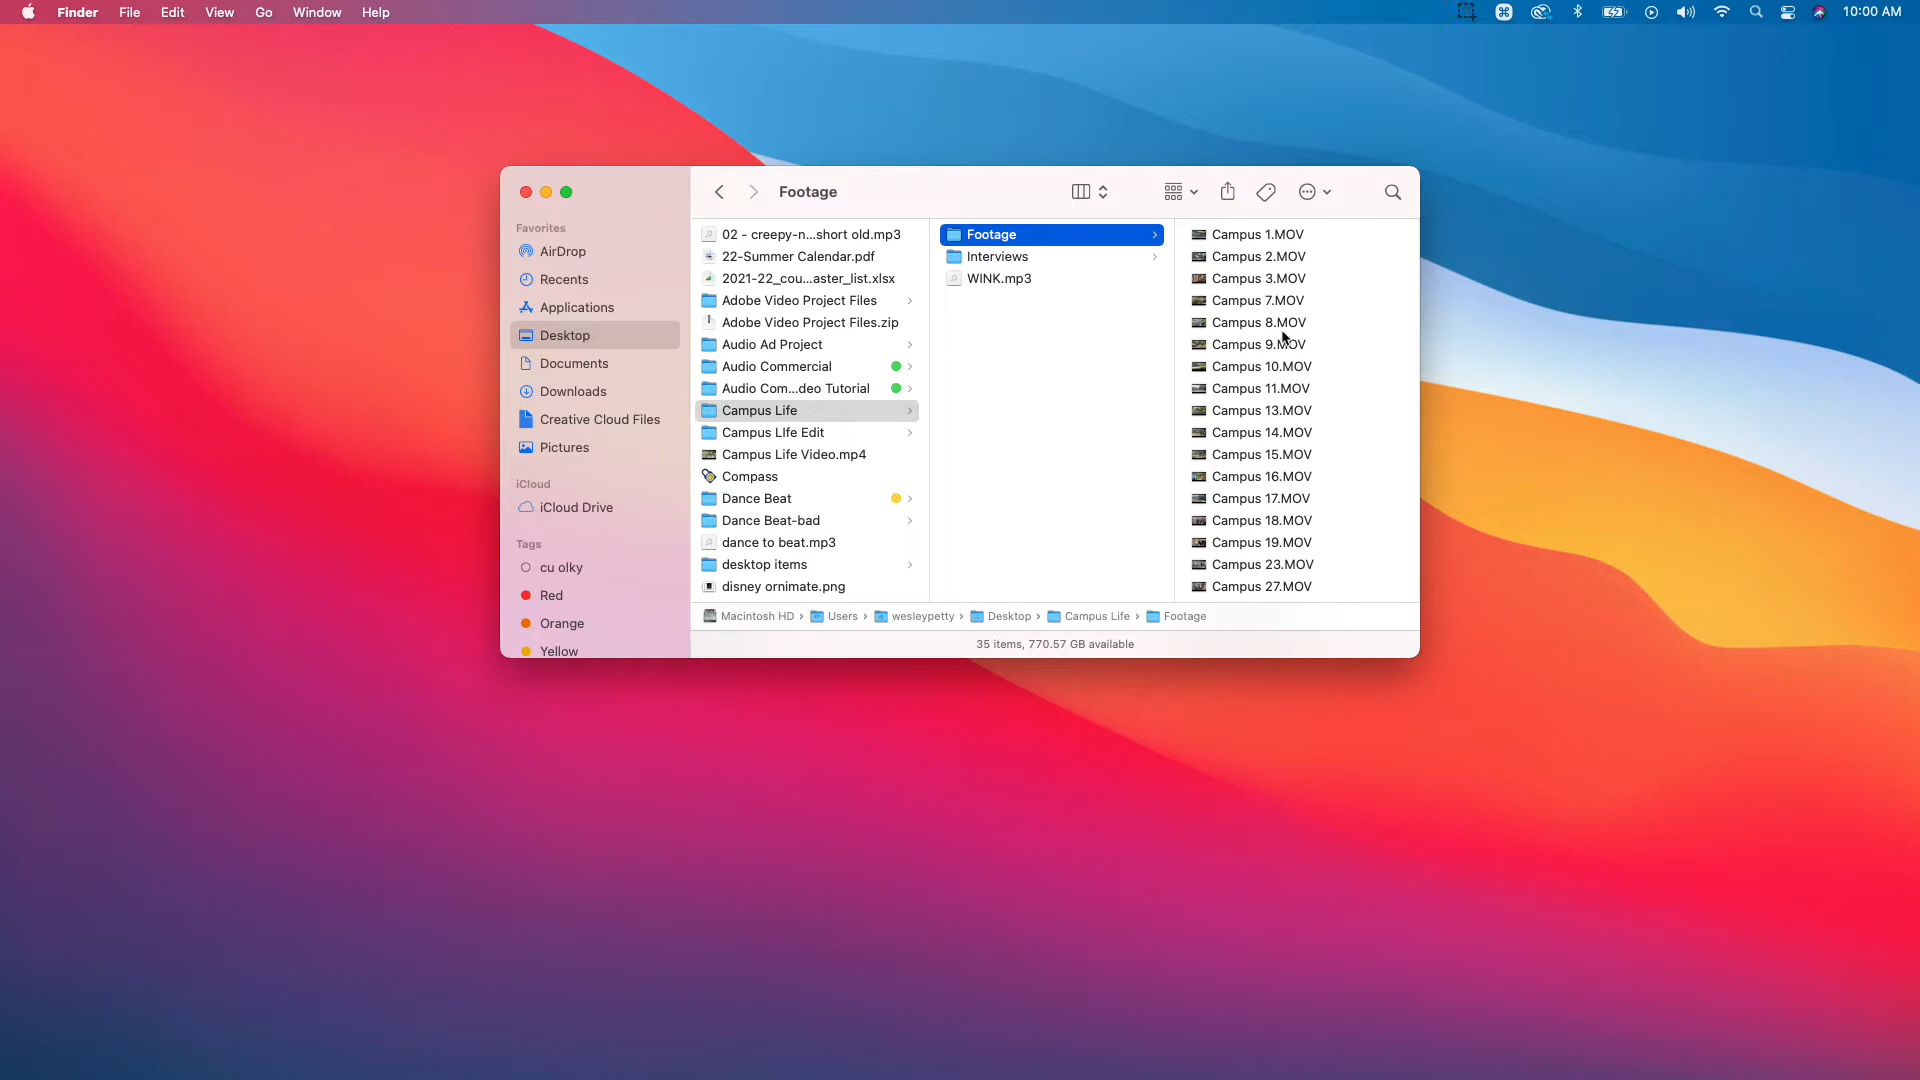 Finder File Edit View Go Window Help 10:00 AM
Footage
Favorites
AirDrop
Recents
Applications
Desktop
Documents
Downloads
Creative Cloud Files
Pictures
iCloud
iCloud Drive
Tags
cu olky
Red
Orange
Yellow
02 - creepy-n...short old.mp3
22-Summer Calendar.pdf
2021-22_cou...aster_list.xlsx
Adobe Video Project Files
Adobe Video Project Files.zip
Audio Ad Project
Audio Commercial
Audio Com...deo Tutorial
Campus Life
Campus LIfe Edit
Campus Life Video.mp4
Compass
Dance Beat
Dance Beat-bad
dance to beat.mp3
desktop items
disney ornimate.png
Footage
Interviews
WINK.mp3
Campus 1.MOV
Campus 2.MOV
Campus 3.MOV
Campus 7.MOV
Campus 8.MOV
Campus 9.MOV
Campus 10.MOV
Campus 11.MOV
Campus 13.MOV
Campus 14.MOV
Campus 15.MOV
Campus 16.MOV
Campus 17.MOV
Campus 18.MOV
Campus 19.MOV
Campus 23.MOV
Campus 27.MOV
Macintosh HD › Users › wesleypetty › Desktop › Campus Life › Footage
35 items, 770.57 GB available